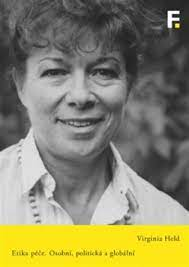 F.
Virginia Held
Etika péče. Osobní, politická a globální